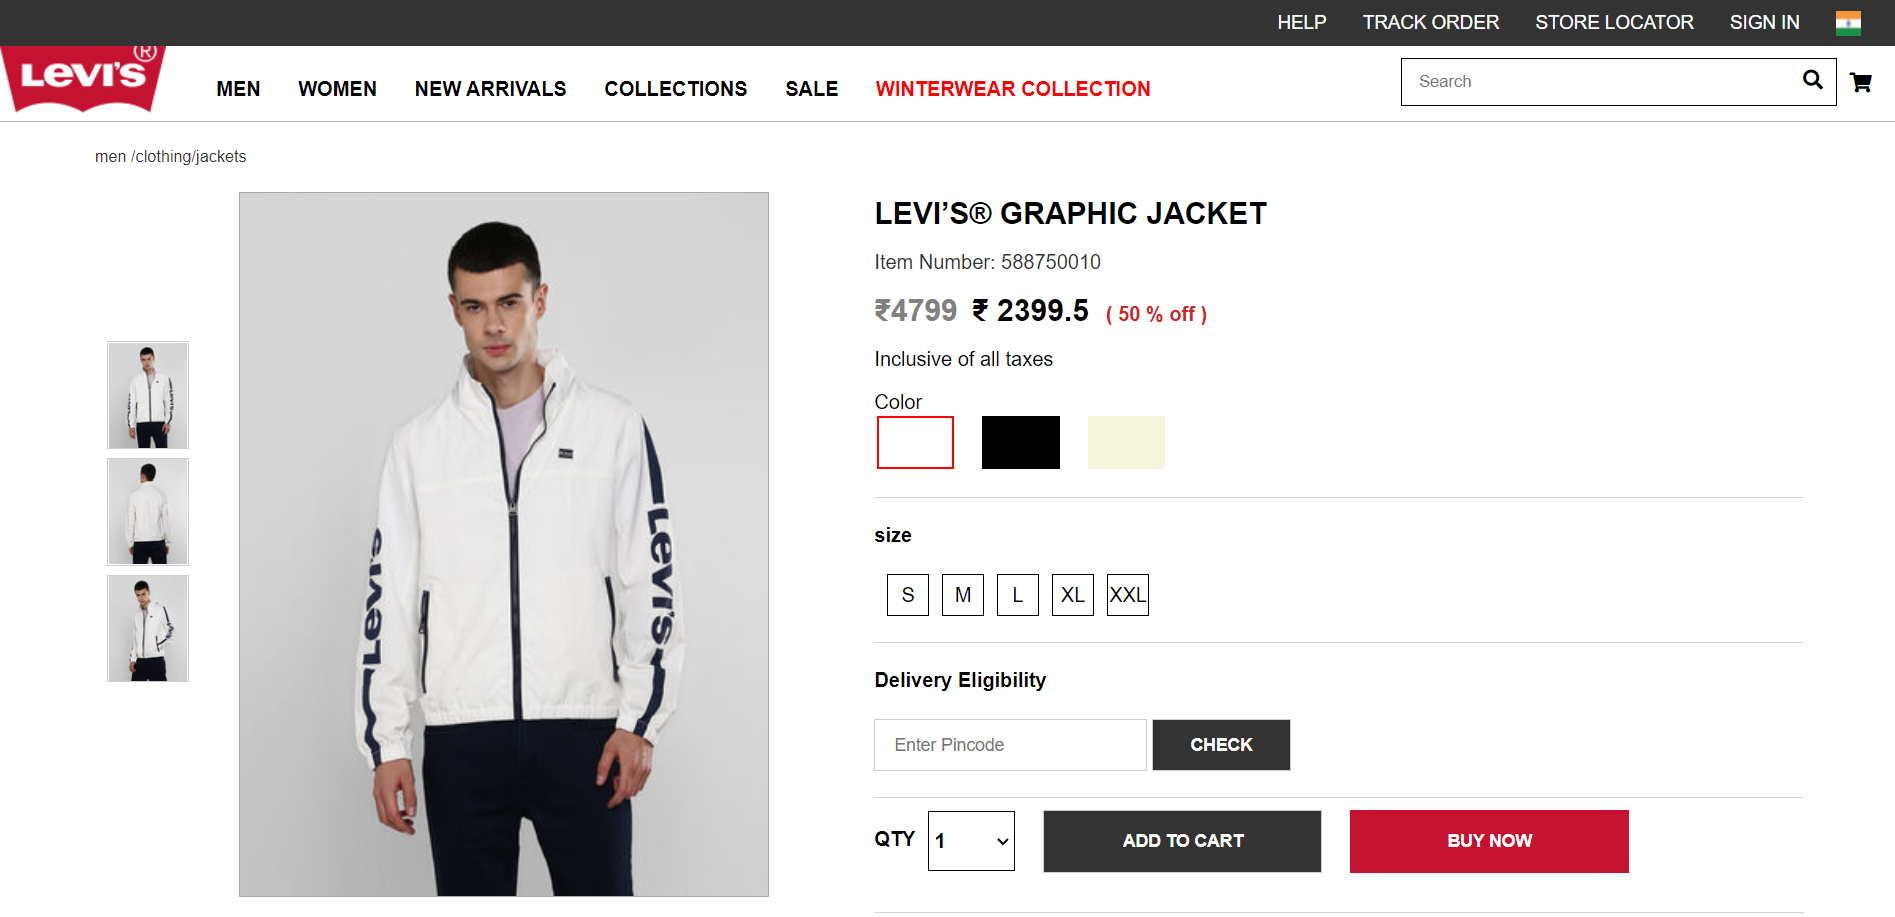 HELP TRACK ORDER STORE LOCATOR SIGN IN
LEVI'S ®
MEN WOMEN NEW ARRIVALS COLLECTIONS SALE WINTERWEAR COLLECTION
Search
men /clothing/jackets
LEVI’S® GRAPHIC JACKET
Item Number: 588750010
₹4799 ₹ 2399.5 ( 50 % off )
Inclusive of all taxes
Color
size
S M L XL XXL
Delivery Eligibility
Enter Pincode CHECK
QTY 1 ADD TO CART BUY NOW
Levi's
Levi's